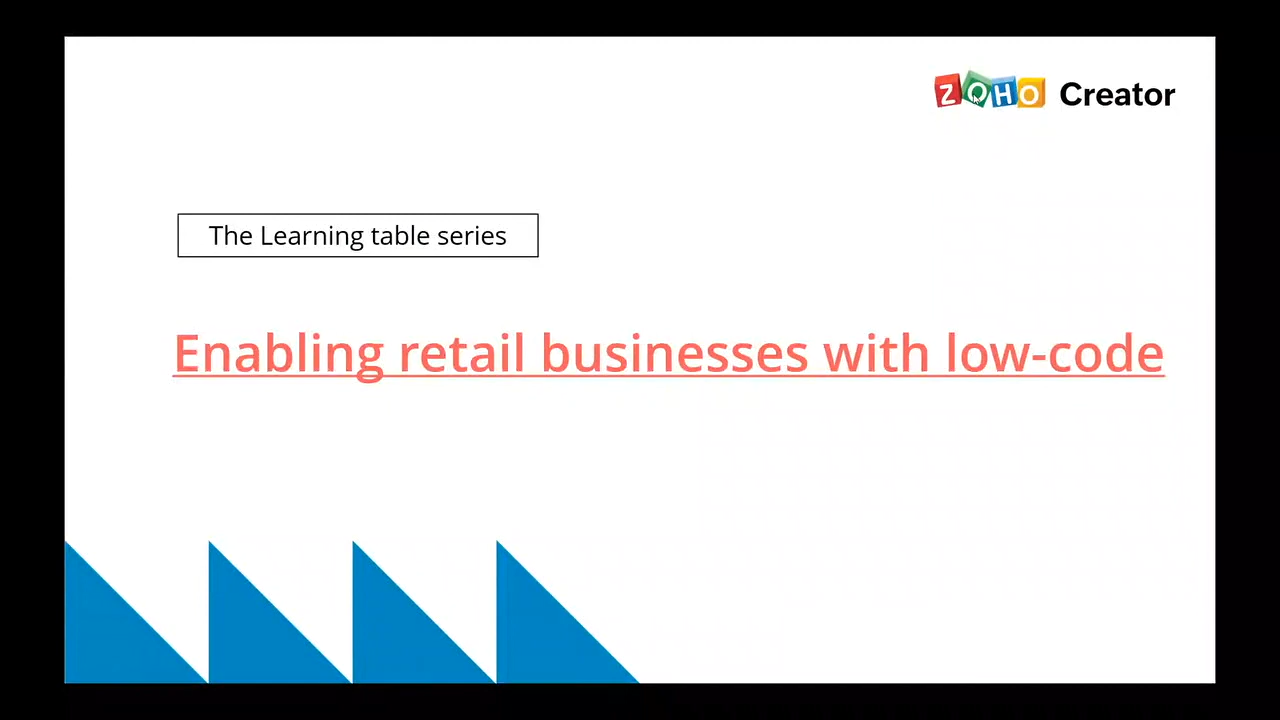 ZOHO Creator
The Learning table series
Enabling retail businesses with low-code